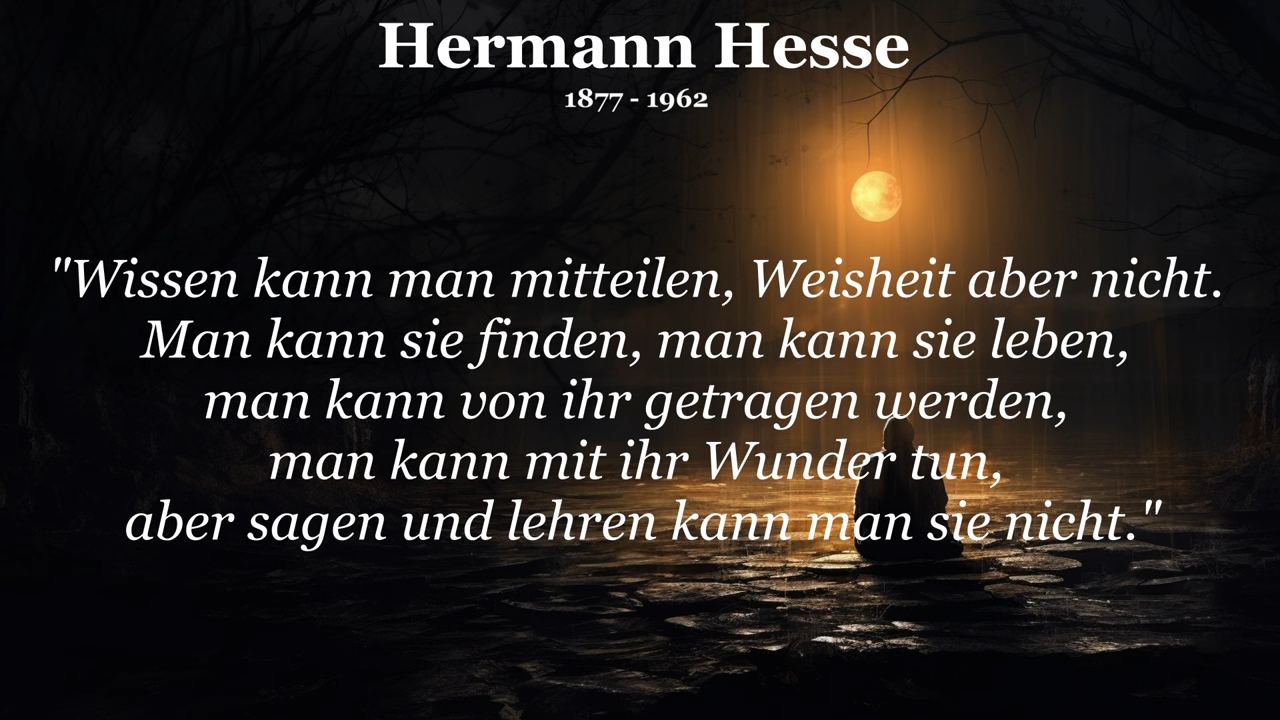 Hermann Hesse
1877 - 1962
"Wissen kann man mitteilen, Weisheit aber nicht.
Man kann sie finden, man kann sie leben,
man kann von ihr getragen werden,
man kann mit ihr Wunder tun,
aber sagen und lehren kann man sie nicht."